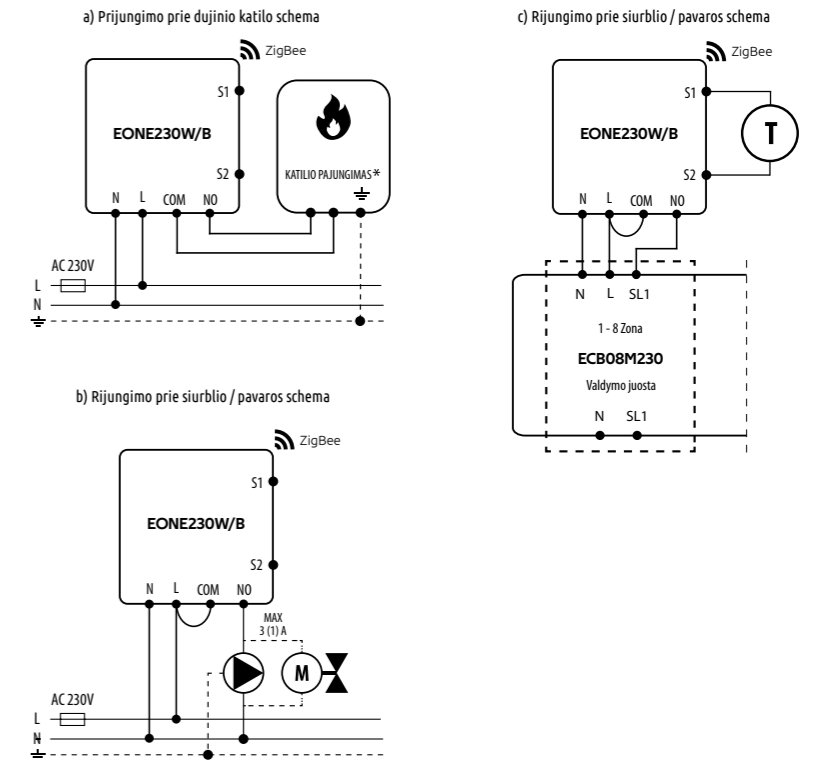 a) Prijungimo prie dujinio katilo schema
ZigBee
S1
EONE230W/B
S2
KATILIO PAJUNGIMAS*
N L COM NO
AC 230V
L
N
b) Rijungimo prie siurblio / pavaros schema
ZigBee
S1
EONE230W/B
S2
N L COM NO
MAX
3 (1) A
M
AC 230V
L
N
c) Rijungimo prie siurblio / pavaros schema
ZigBee
S1
EONE230W/B
T
S2
N L COM NO
N L SL1
1 - 8 Zona
ECB08M230
Valdymo juosta
N SL1